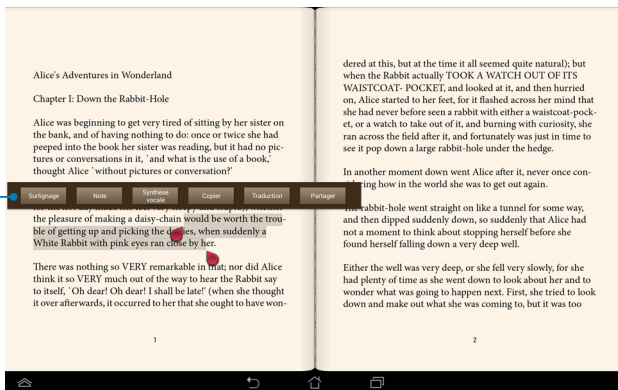 Alice's Adventures in Wonderland
Chapter I: Down the Rabbit-Hole
Alice was beginning to get very tired of sitting by her sister on
the bank, and of having nothing to do: once or twice she had
peeped into the book her sister was reading, but it had no pic-
tures or conversations in it, `and what is the use of a book,'
thought Alice `without pictures or conversation?'
Surlignage
Note
Synthèse
vocale
Copier
Traduction
Partager
the pleasure of making a daisy-chain would be worth the trou-
ble of getting up and picking the daisies, when suddenly a
White Rabbit with pink eyes ran close by her.
There was nothing so VERY remarkable in that; nor did Alice
think it so VERY much out of the way to hear the Rabbit say
to itself, `Oh dear! Oh dear! I shall be late!' (when she thought
it over afterwards, it occurred to her that she ought to have won-
1
dered at this, but at the time it all seemed quite natural); but
when the Rabbit actually TOOK A WATCH OUT OF ITS
WAISTCOAT- POCKET, and looked at it, and then hurried
on, Alice started to her feet, for it flashed across her mind that
she had never before seen a rabbit with either a waistcoat-pock-
et, or a watch to take out of it, and burning with curiosity, she
ran across the field after it, and fortunately was just in time to
see it pop down a large rabbit-hole under the hedge.
In another moment down went Alice after it, never once con-
how in the world she was to get out again.
rabbit-hole went straight on like a tunnel for some way,
and then dipped suddenly down, so suddenly that Alice had
not a moment to think about stopping herself before she
found herself falling down a very deep well.
Either the well was very deep, or she fell very slowly, for she
had plenty of time as she went down to look about her and to
wonder what was going to happen next. First, she tried to look
down and make out what she was coming to, but it was too
2